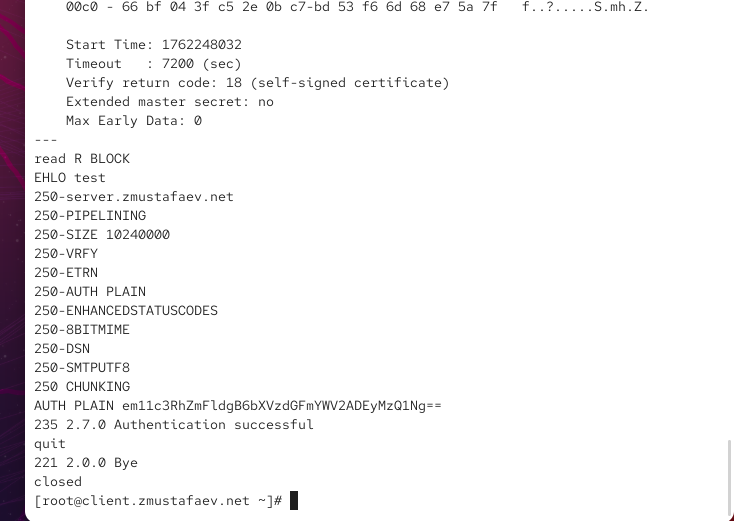 00c0 - 66 bf 04 3f c5 2e 0b c7-bd 53 f6 6d 68 e7 5a 7f   f..?.....S.mh.Z.
Start Time: 1762248032
Timeout   : 7200 (sec)
Verify return code: 18 (self-signed certificate)
Extended master secret: no
Max Early Data: 0
---
read R BLOCK
EHLO test
250-server.zmustafaev.net
250-PIPELINING
250-SIZE 10240000
250-VRFY
250-ETRN
250-AUTH PLAIN
250-ENHANCEDSTATUSCODES
250-8BITMIME
250-DSN
250-SMTPUTF8
250 CHUNKING
AUTH PLAIN em11c3RhZmFldgB6bXVzdGFmYWV2ADEyMzQ1Ng==
235 2.7.0 Authentication successful
quit
221 2.0.0 Bye
closed
[root@client.zmustafaev.net ~]#